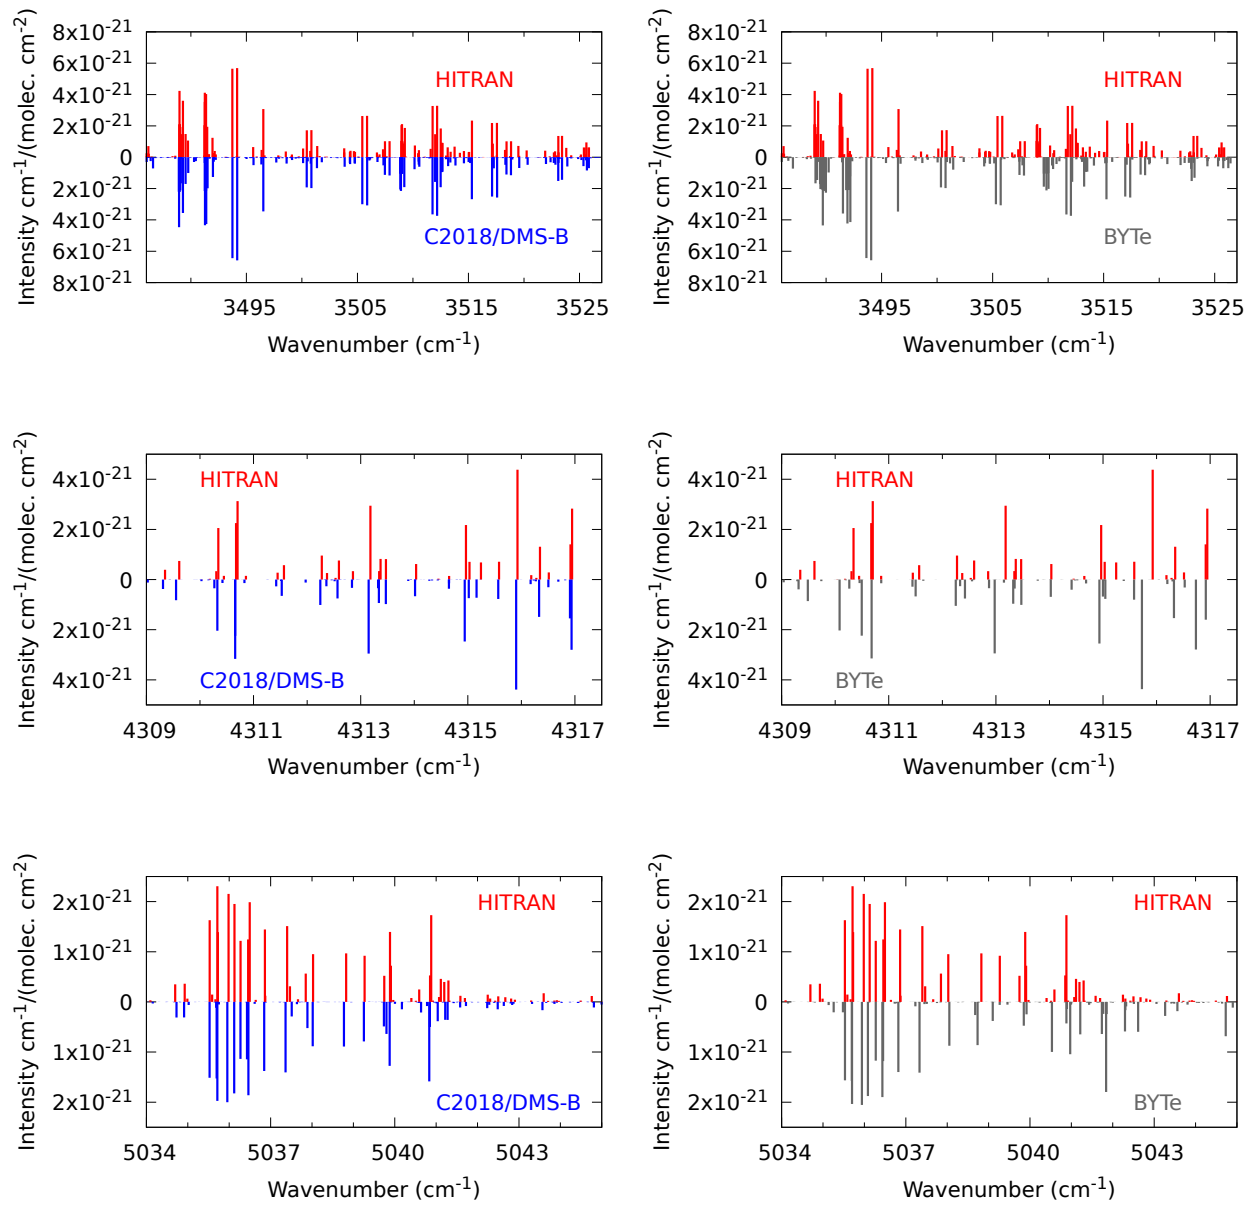 Intensity cm-1/(molec. cm-2)
8x10-21
6x10-21
4x10-21
2x10-21
0
2x10-21
4x10-21
6x10-21
8x10-21
HITRAN
C2018/DMS-B
3495 3505 3515 3525
Wavenumber (cm-1)
Intensity cm-1/(molec. cm-2)
8x10-21
6x10-21
4x10-21
2x10-21
0
2x10-21
4x10-21
6x10-21
8x10-21
HITRAN
BYTe
3495 3505 3515 3525
Wavenumber (cm-1)
Intensity cm-1/(molec. cm-2)
4x10-21
2x10-21
0
2x10-21
4x10-21
HITRAN
C2018/DMS-B
4309 4311 4313 4315 4317
Wavenumber (cm-1)
Intensity cm-1/(molec. cm-2)
4x10-21
2x10-21
0
2x10-21
4x10-21
HITRAN
BYTe
4309 4311 4313 4315 4317
Wavenumber (cm-1)
Intensity cm-1/(molec. cm-2)
2x10-21
1x10-21
0
1x10-21
2x10-21
HITRAN
C2018/DMS-B
5034 5037 5040 5043
Wavenumber (cm-1)
Intensity cm-1/(molec. cm-2)
2x10-21
1x10-21
0
1x10-21
2x10-21
HITRAN
BYTe
5034 5037 5040 5043
Wavenumber (cm-1)